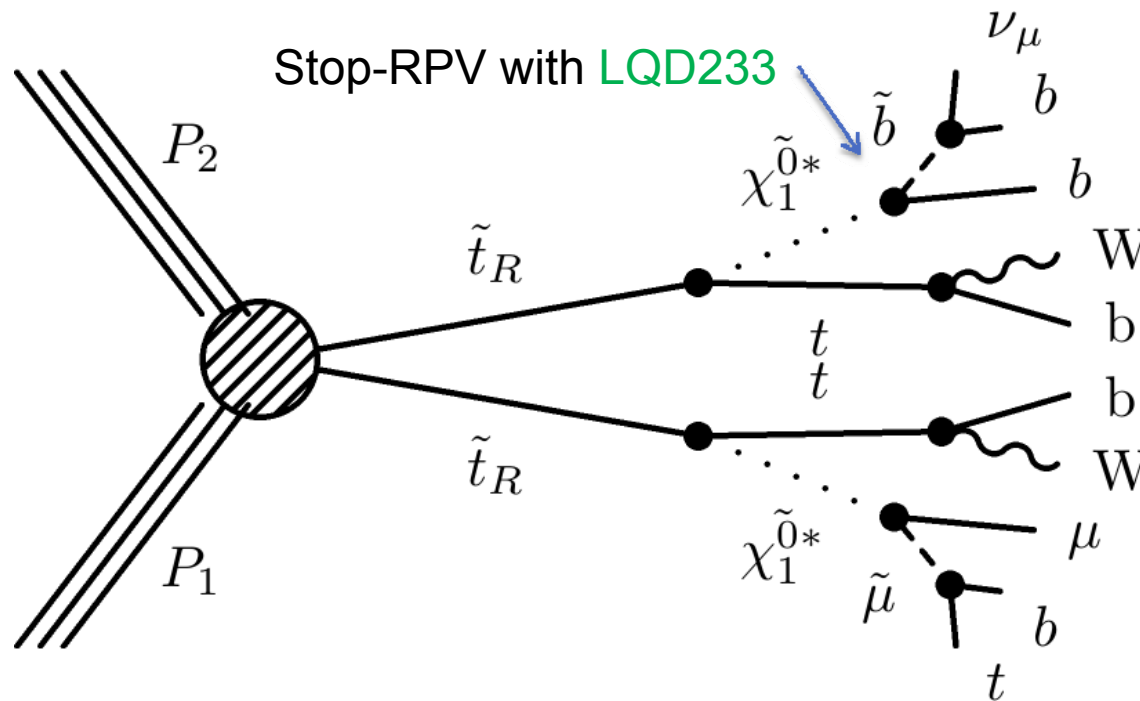 Stop-RPV with LQD233
ν_μ
b
b̃
b
P₂
χ̃₁⁰*
W
t̃_R
b
t
t
b
t̃_R
W
χ̃₁⁰*
μ
P₁
μ̃
b
t